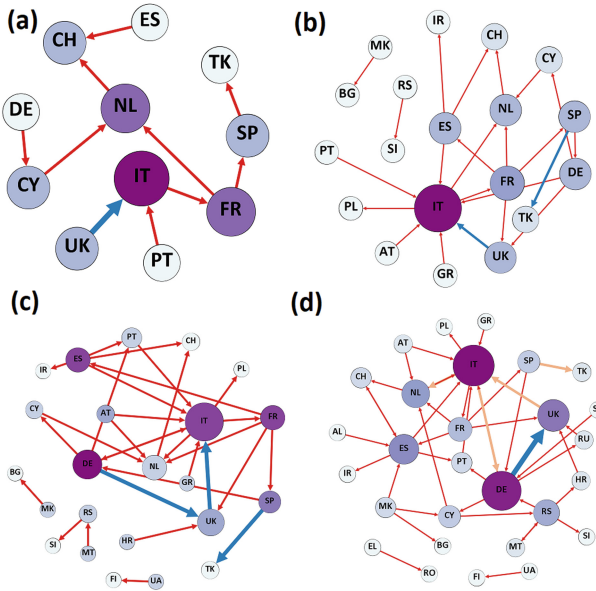 (a)
ES
CH
TK
NL
DE
SP
IT
CY
FR
UK
PT
(b)
IR
CH
MK
CY
BG
RS
NL
SP
ES
SI
PT
FR
DE
IT
PL
TK
AT
UK
GR
(c)
PT
CH
ES
IR
PL
CY
AT
IT
FR
DE
NL
GR
BG
SP
MK
RS
UK
HR
SI
MT
TK
FI
UA
(d)
PL
GR
AT
IT
SP
TK
CH
NL
UK
S
AL
FR
RU
ES
IR
PT
DE
HR
MK
CY
RS
BG
MT
SI
EL
RO
FI
UA